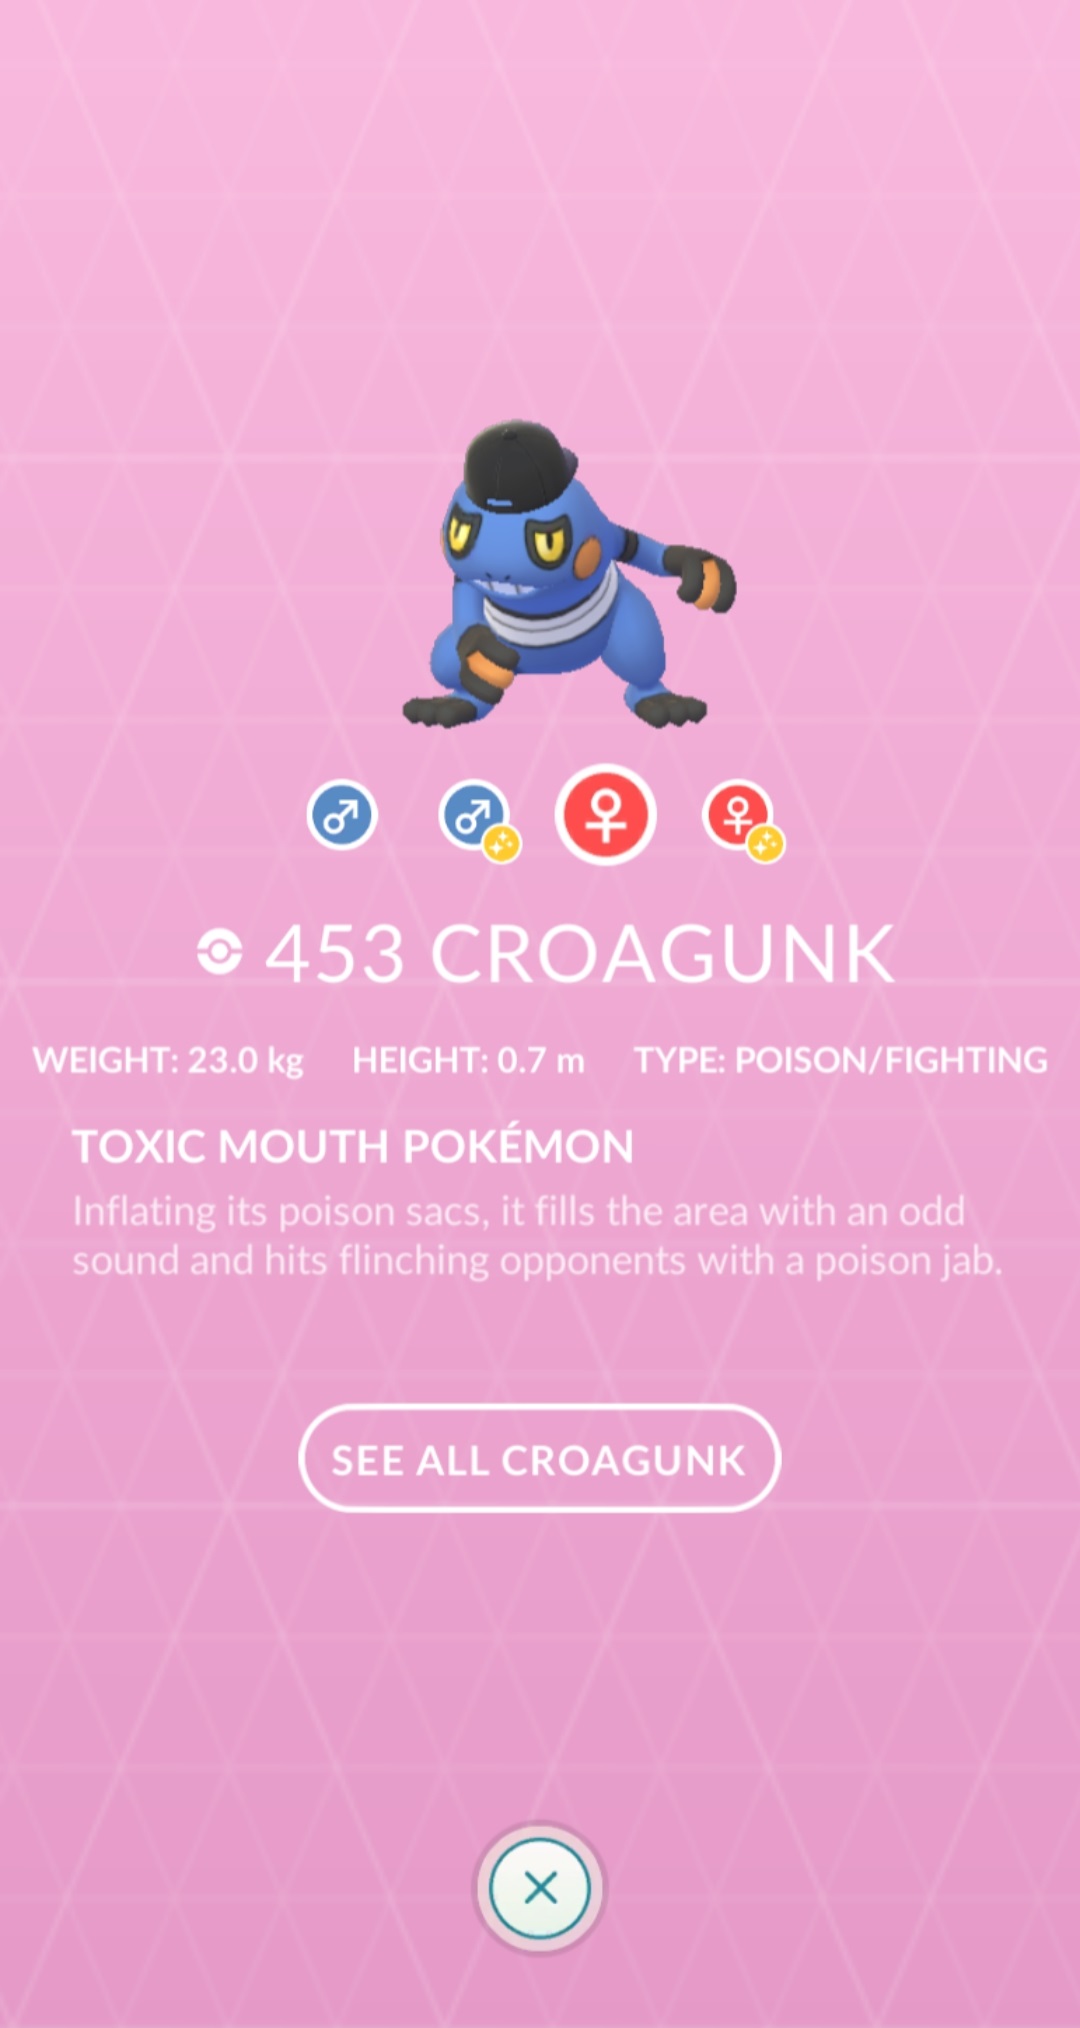 453 CROAGUNK
WEIGHT: 23.0 kg HEIGHT: 0.7 m TYPE: POISON/FIGHTING
TOXIC MOUTH POKÉMON
Inflating its poison sacs, it fills the area with an odd
sound and hits flinching opponents with a poison jab.
SEE ALL CROAGUNK